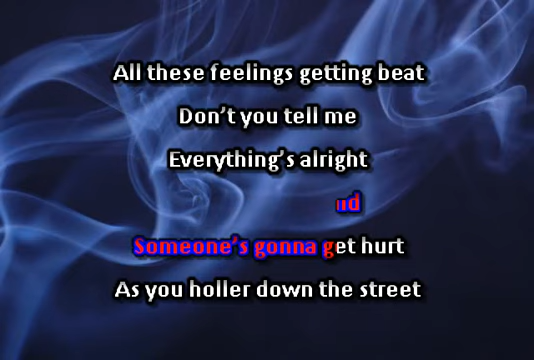 All these feelings getting beat
Don't you tell me
Everything's alright
Someone's gonna get hurt
As you holler down the street